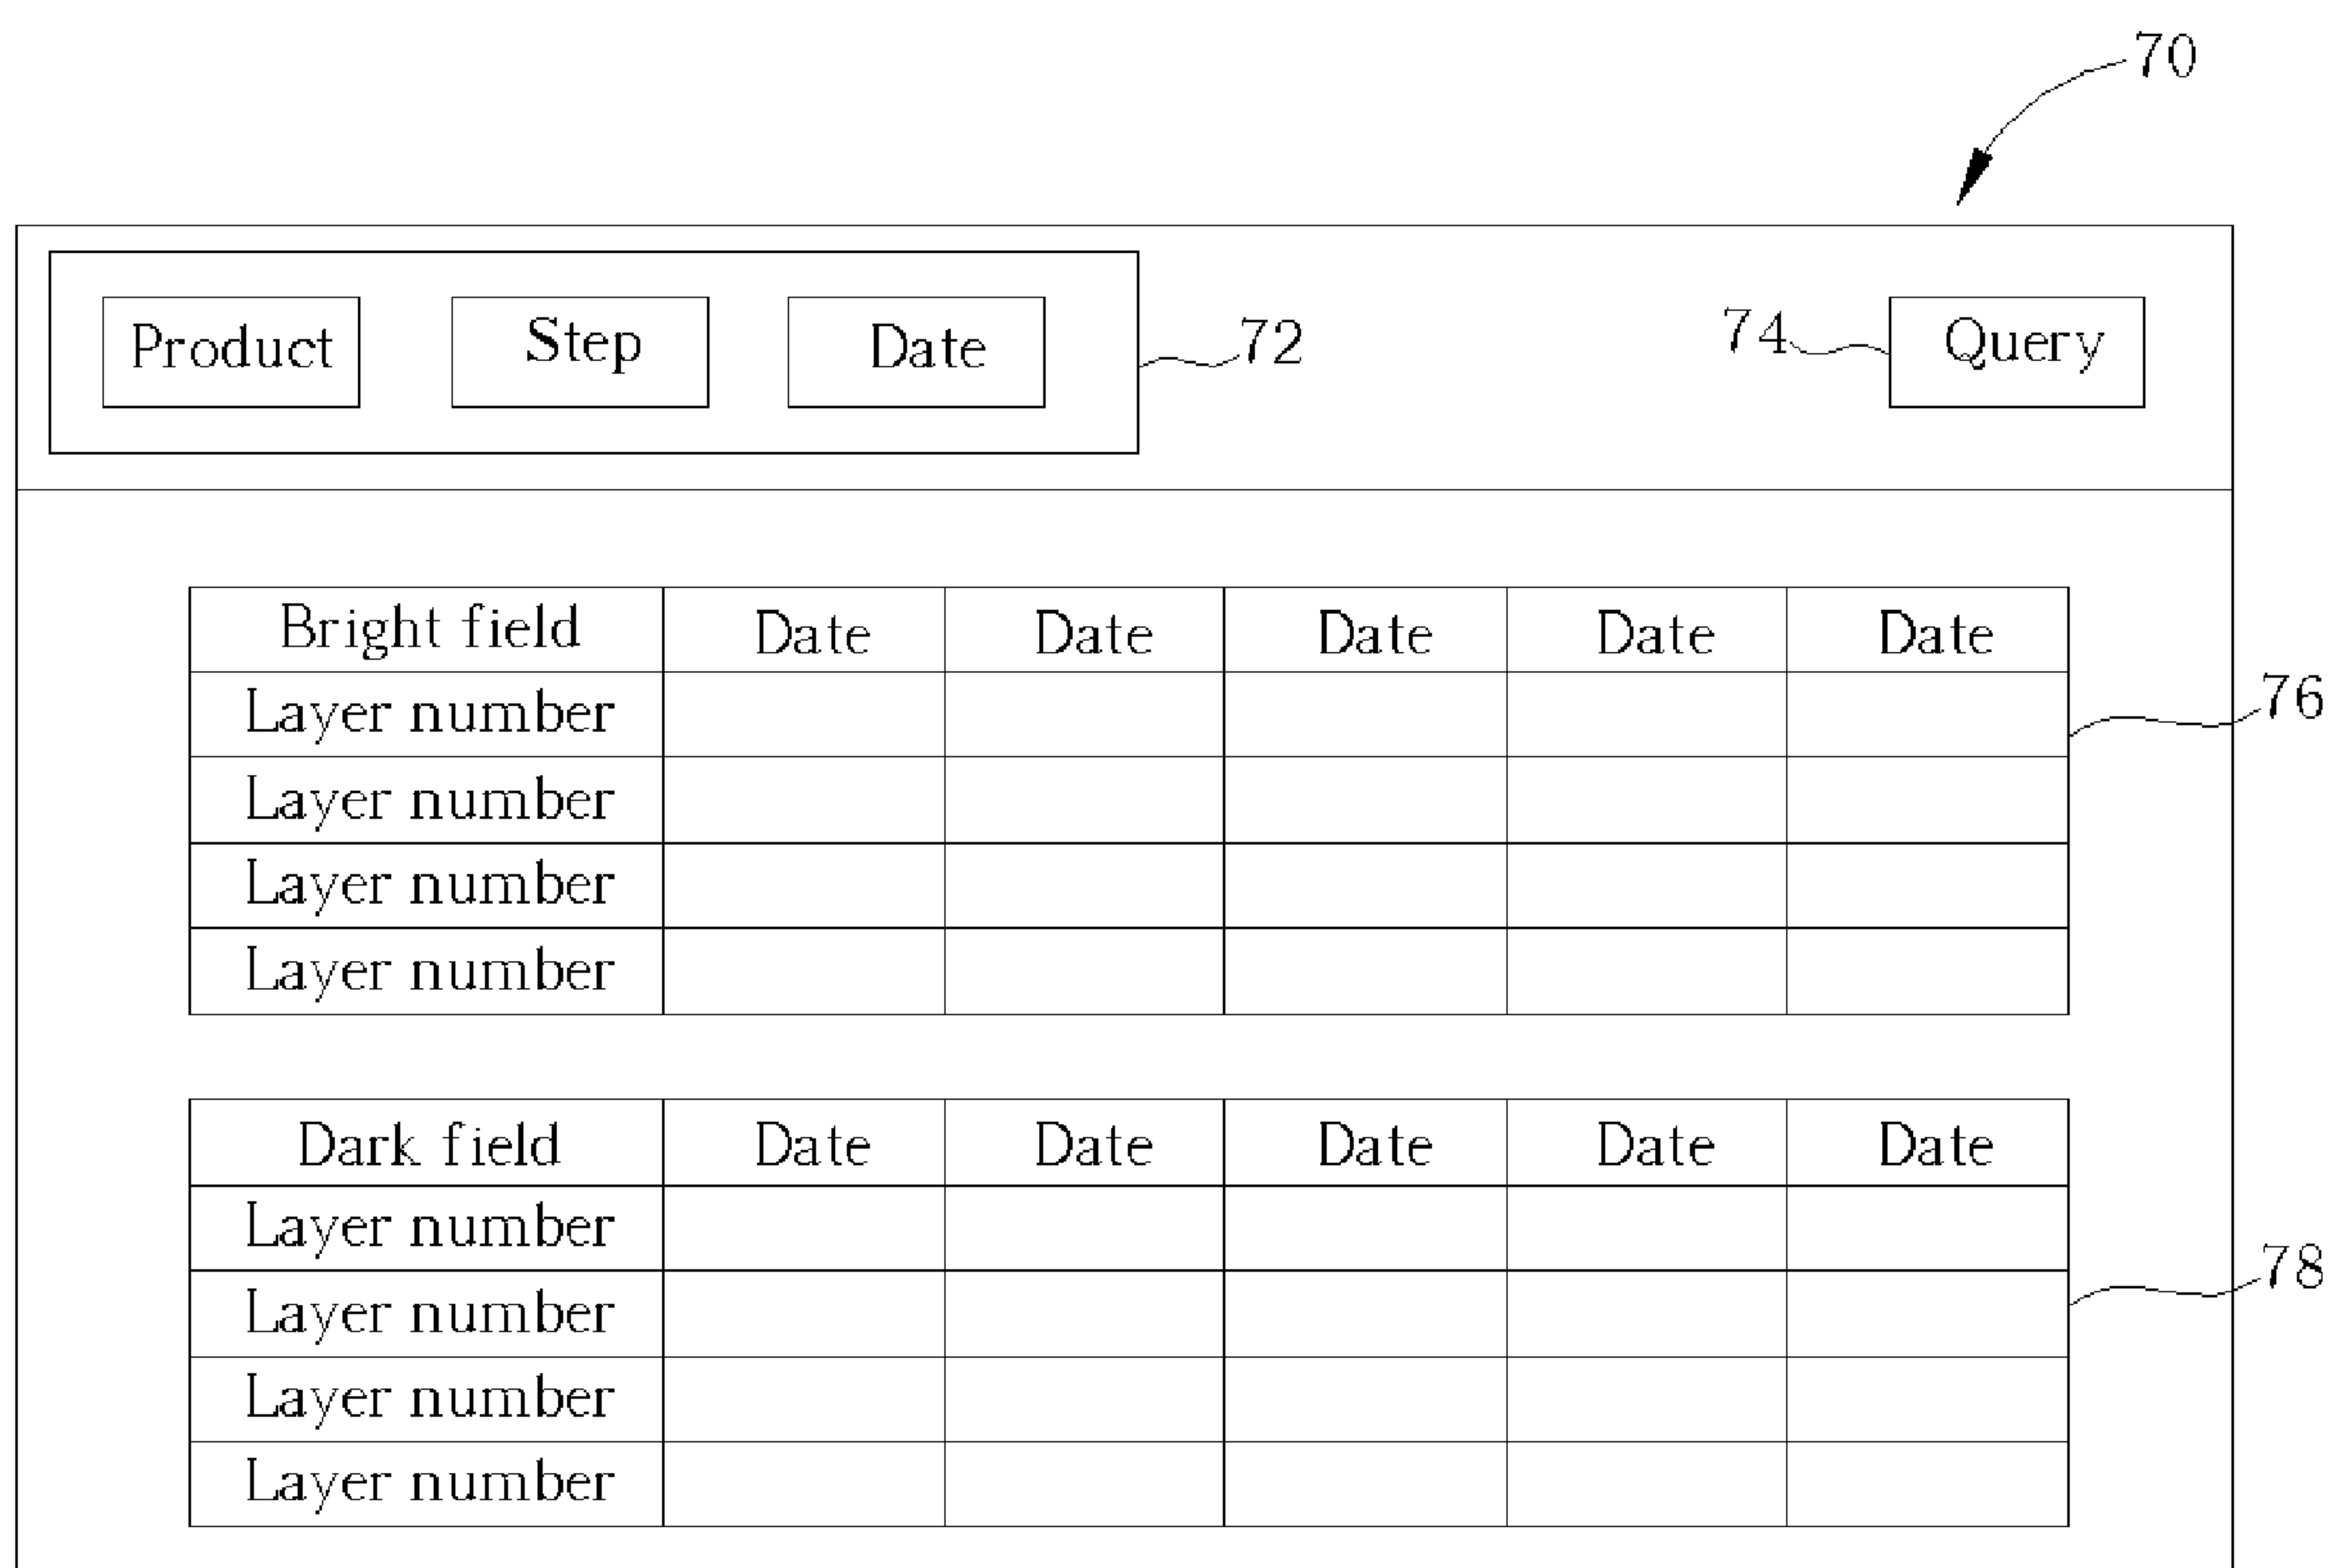 70
Product Step Date 72 74 Query
Bright field Date Date Date Date Date
Layer number 76
Layer number
Layer number
Layer number
Dark field Date Date Date Date Date
Layer number
Layer number 78
Layer number
Layer number